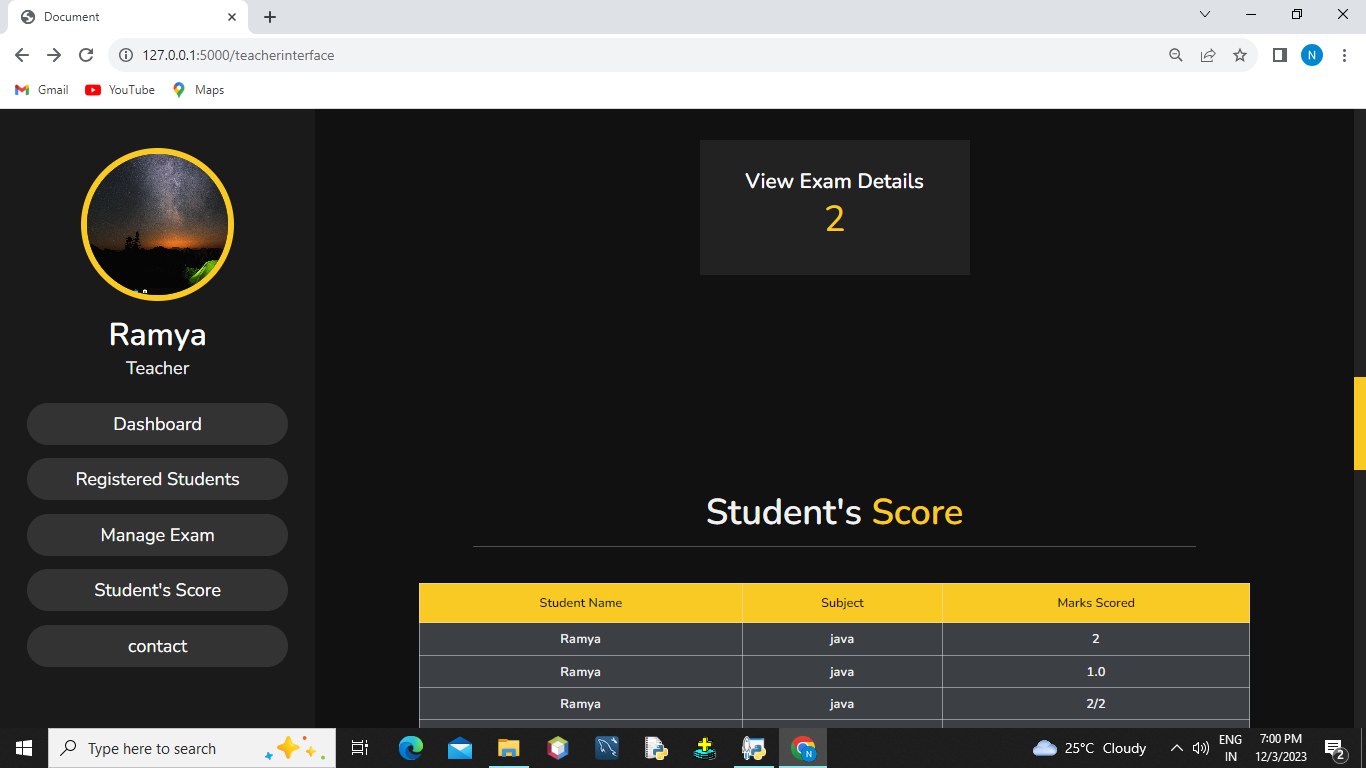 Document
127.0.0.1:5000/teacherinterface
N
Gmail
YouTube
Maps
Ramya
Teacher
Dashboard
Registered Students
Manage Exam
Student's Score
contact
View Exam Details
2
Student's Score
Student Name Subject Marks Scored
Ramya java 2
Ramya java 1.0
Ramya java 2/2
Type here to search
N
25°C Cloudy
ENG
IN
7:00 PM
12/3/2023
2